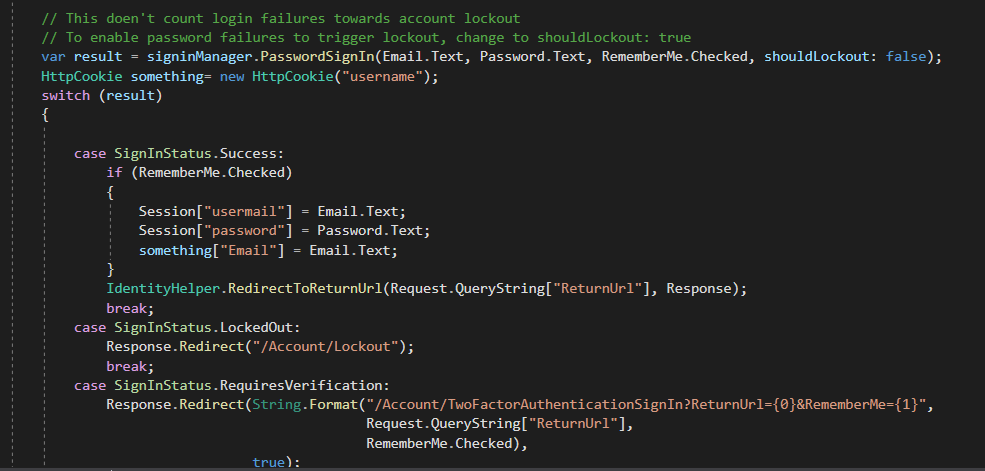 // This doen't count login failures towards account lockout
// To enable password failures to trigger lockout, change to shouldLockout: true
var result = signinManager.PasswordSignIn(Email.Text, Password.Text, RememberMe.Checked, shouldLockout: false);
HttpCookie something= new HttpCookie("username");
switch (result)
{
case SignInStatus.Success:
if (RememberMe.Checked)
{
Session["usermail"] = Email.Text;
Session["password"] = Password.Text;
something["Email"] = Email.Text;
}
IdentityHelper.RedirectToReturnUrl(Request.QueryString["ReturnUrl"], Response);
break;
case SignInStatus.LockedOut:
Response.Redirect("/Account/Lockout");
break;
case SignInStatus.RequiresVerification:
Response.Redirect(String.Format("/Account/TwoFactorAuthenticationSignIn?ReturnUrl={0}&RememberMe={1}",
Request.QueryString["ReturnUrl"],
RememberMe.Checked),
true);